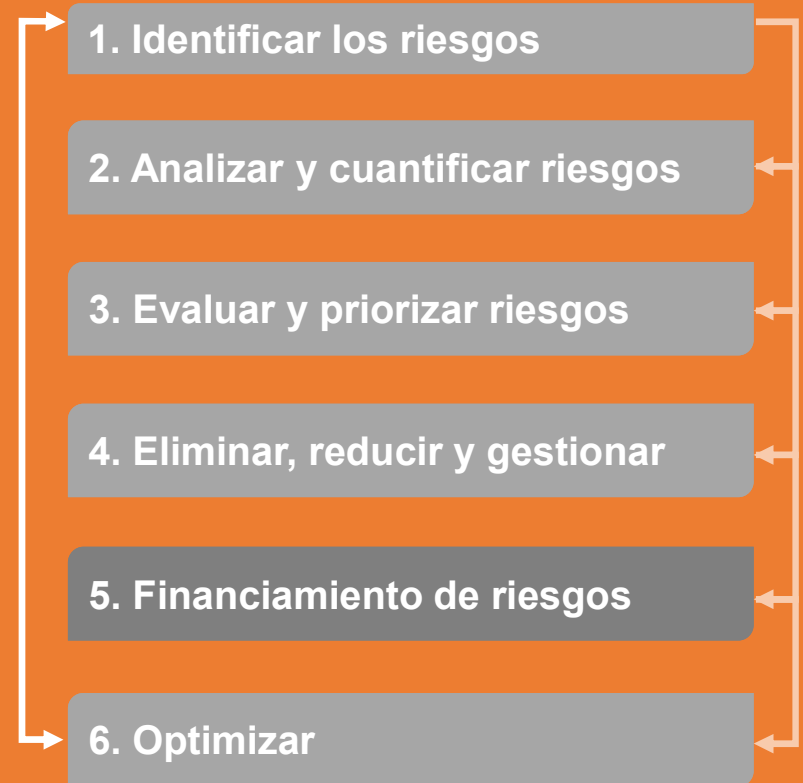 1. Identificar los riesgos
2. Analizar y cuantificar riesgos
3. Evaluar y priorizar riesgos
4. Eliminar, reducir y gestionar
5. Financiamiento de riesgos
6. Optimizar